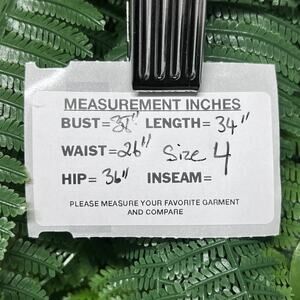 MEASUREMENT INCHES
BUST= LENGTH= 34"
WAIST=26" Size 4
HIP= 36" INSEAM=
PLEASE MEASURE YOUR FAVORITE GARMENT
AND COMPARE